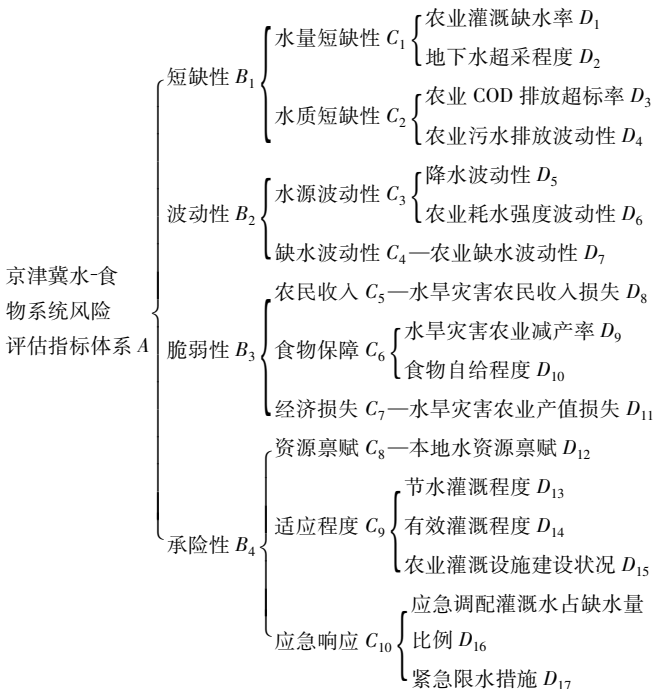 农业灌溉缺水率 D₁
水量短缺性 C₁
地下水超采程度 D₂
短缺性 B₁
农业 COD 排放超标率 D₃
水质短缺性 C₂
农业污水排放波动性 D₄
降水波动性 D₅
水源波动性 C₃
农业耗水强度波动性 D₆
波动性 B₂
缺水波动性 C₄—农业缺水波动性 D₇
京津冀水-食
物系统风险
评估指标体系 A
农民收入 C₅—水旱灾害农民收入损失 D₈
水旱灾害农业减产率 D₉
脆弱性 B₃
食物保障 C₆
食物自给程度 D₁₀
经济损失 C₇—水旱灾害农业产值损失 D₁₁
资源禀赋 C₈—本地水资源禀赋 D₁₂
节水灌溉程度 D₁₃
适应程度 C₉
有效灌溉程度 D₁₄
承险性 B₄
农业灌溉设施建设状况 D₁₅
应急调配灌溉水占缺水量
应急响应 C₁₀
比例 D₁₆
紧急限水措施 D₁₇